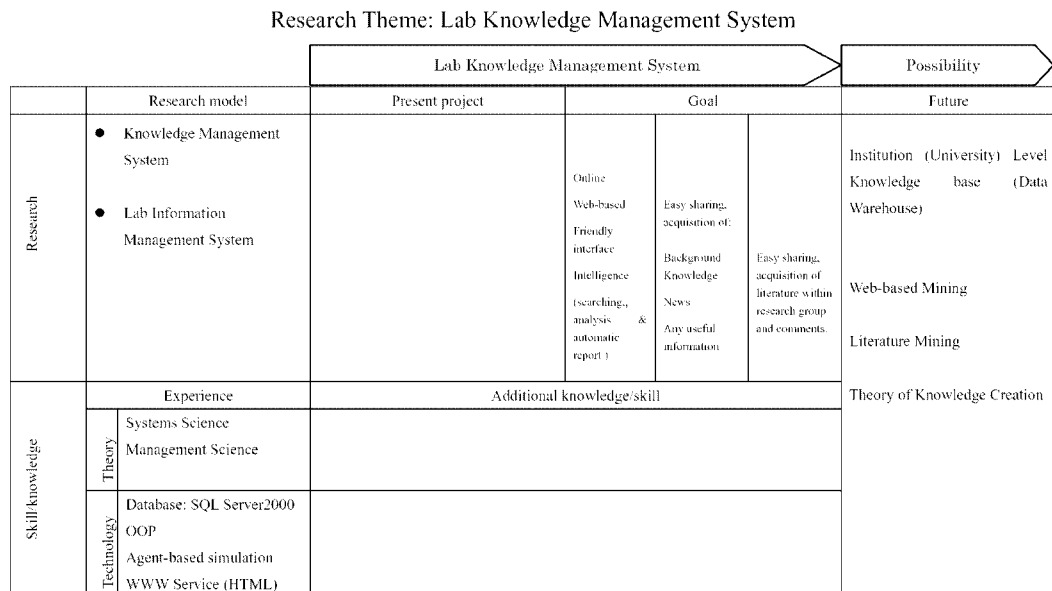 Research Theme: Lab Knowledge Management System
Lab Knowledge Management System
Possibility
Research model
Present project
Goal
Future
Research
● Knowledge Management
System
● Lab Information
Management System
Online
Web-based
Friendly
interface
Intelligence
(searching.,
analysis &
automatic
report )
Easy sharing,
acquisition of:
Background
Knowledge
News
Any useful
information
Easy sharing,
acquisition of
literature within
research group
and comments.
Institution (University) Level
Knowledge base (Data
Warehouse)
Web-based Mining
Literature Mining
Theory of Knowledge Creation
Skill/knowledge
Experience
Additional knowledge/skill
Theory
Systems Science
Management Science
Technology
Database: SQL Server2000
OOP
Agent-based simulation
WWW Service (HTML)